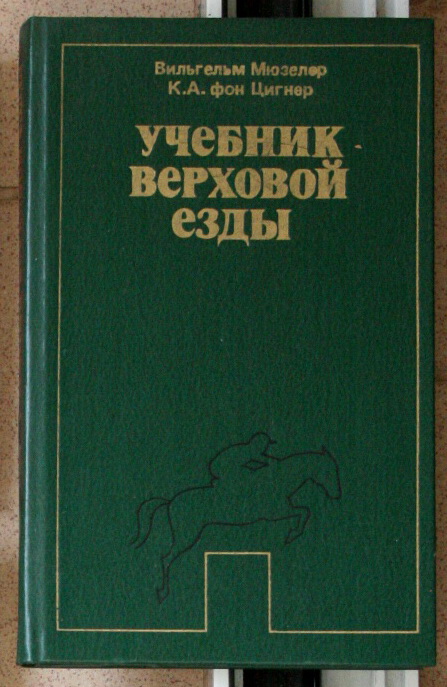 Вильгельм Мюзелер
К.А. фон Цигнер
УЧЕБНИК
ВЕРХОВОЙ
ЕЗДЫ